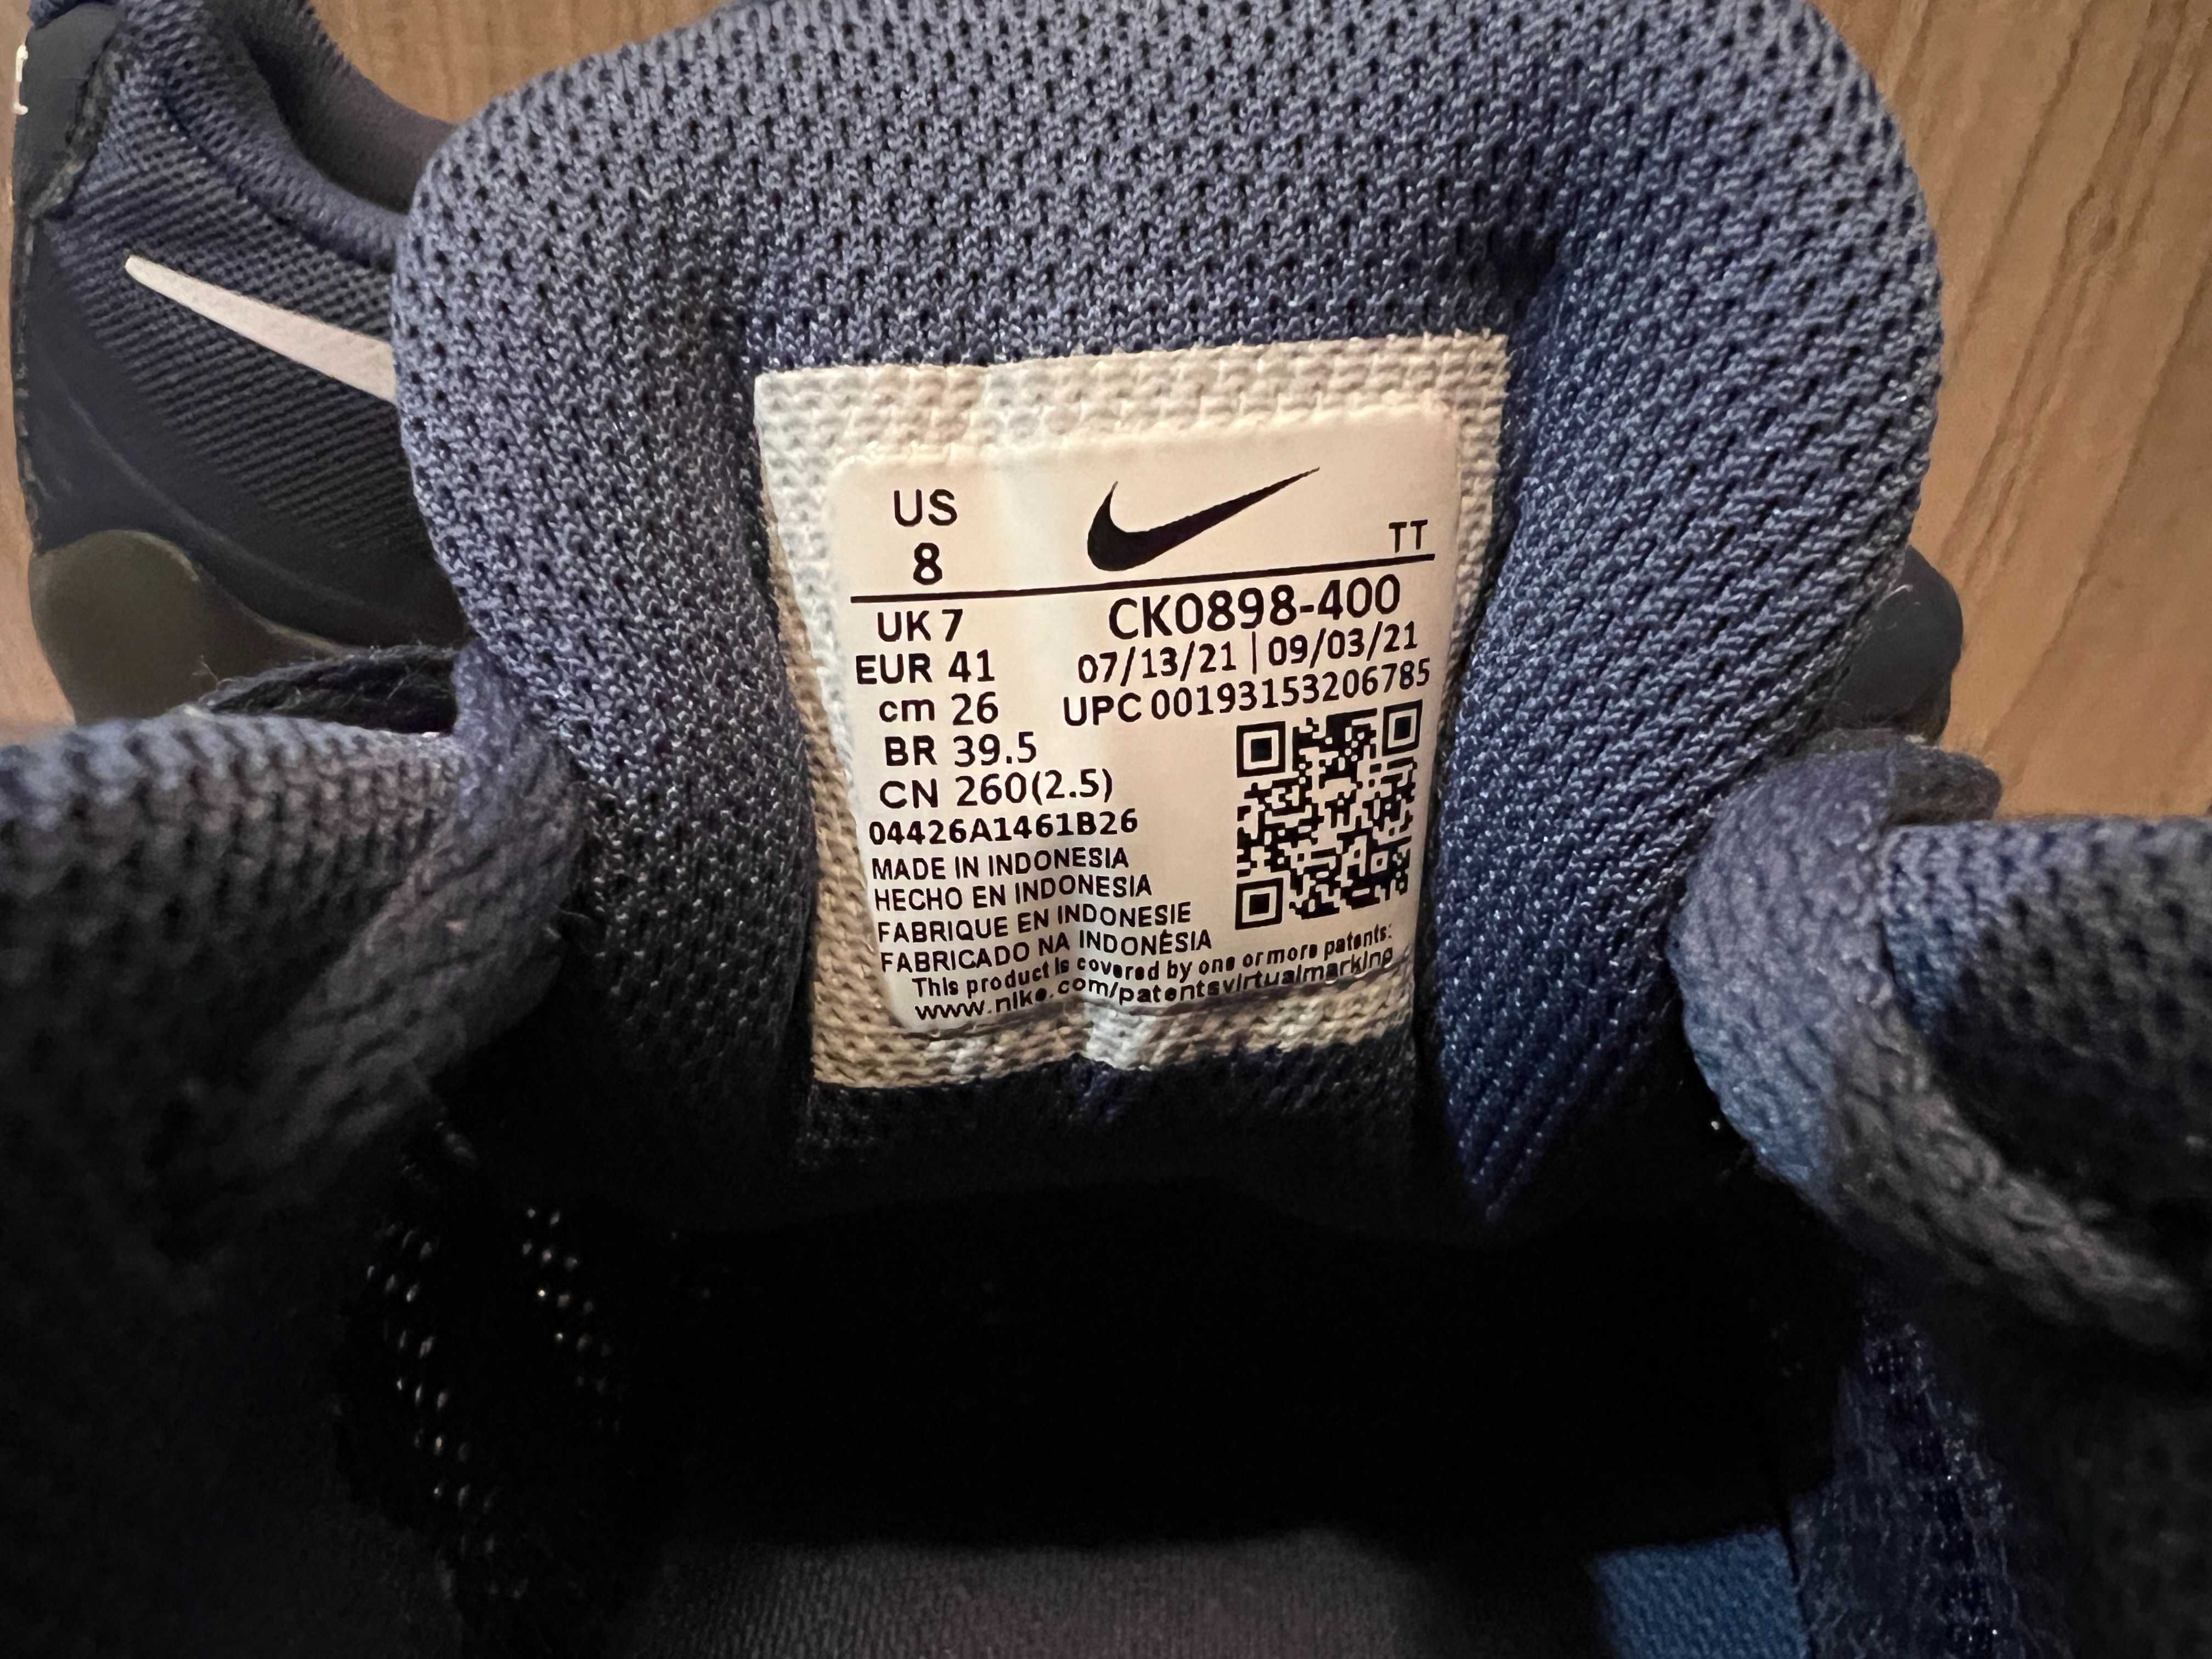 US
8
TT
UK 7
CK0898-400
EUR 41
07/13/21 | 09/03/21
cm 26
UPC 00193153206785
BR 39.5
CN 260(2.5)
04426A1461B26
MADE IN INDONESIA
HECHO EN INDONESIA
FABRIQUE EN INDONESIE
FABRICADO NA INDONÉSIA
This product is covered by one or more patents:
www.nike.com/patentsvirtualmarking